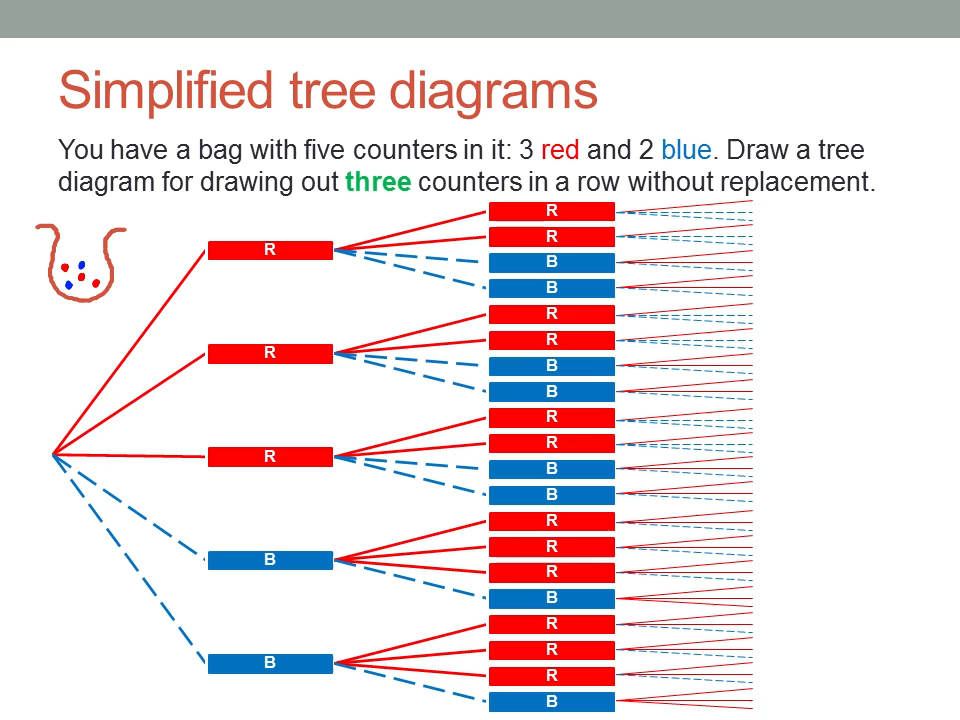 Simplified tree diagrams
You have a bag with five counters in it: 3 red and 2 blue. Draw a tree
diagram for drawing out three counters in a row without replacement.
R
R
R
B
B
R
R
B
B
R
R
B
B
R
R
B
B
R
R
R
B
R
R
R
B